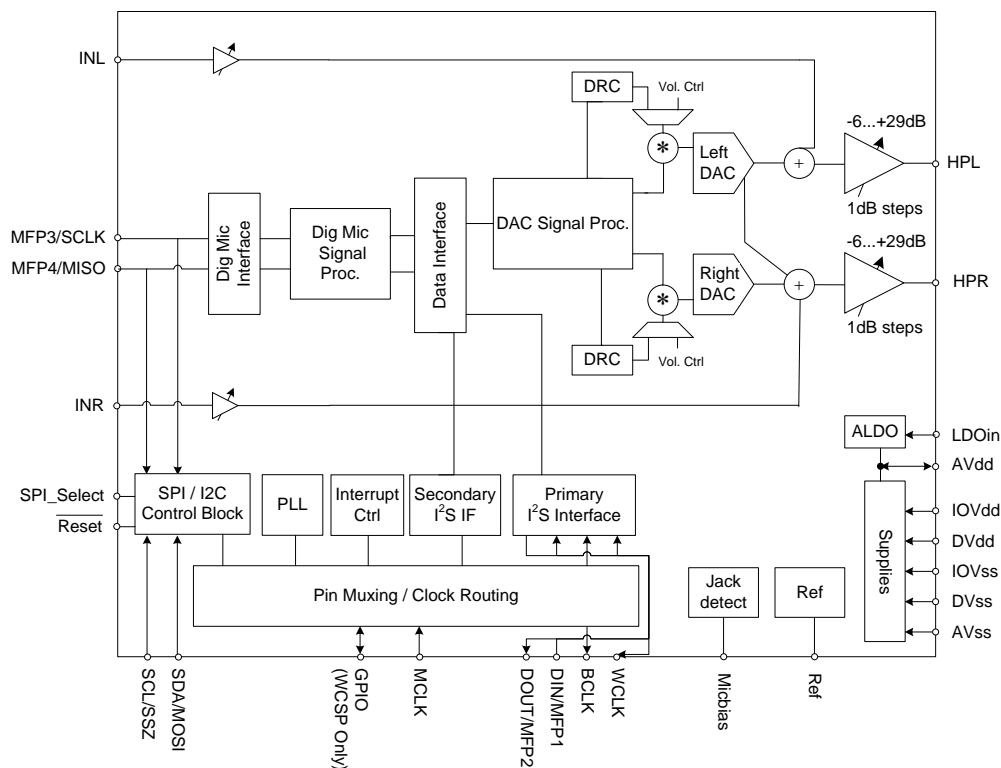 INL
DRC
Vol. Ctrl
-6...+29dB
*
Left
DAC
+
HPL
1dB steps
MFP3/SCLK
MFP4/MISO
Dig Mic
Interface
Dig Mic
Signal
Proc.
Data Interface
DAC Signal Proc.
-6...+29dB
*
Right
DAC
+
HPR
1dB steps
DRC
Vol. Ctrl
INR
ALDO
LDOin
AVdd
SPI_Select
Reset
SPI / I2C
Control Block
PLL
Interrupt
Ctrl
Secondary
I²S IF
Primary
I²S Interface
Supplies
IOVdd
DVdd
IOVss
DVss
AVss
Pin Muxing / Clock Routing
Jack
detect
Ref
SCL/SSZ
SDA/MOSI
GPIO
(WCSP Only)
MCLK
DOUT/MFP2
DIN/MFP1
BCLK
WCLK
Micbias
Ref